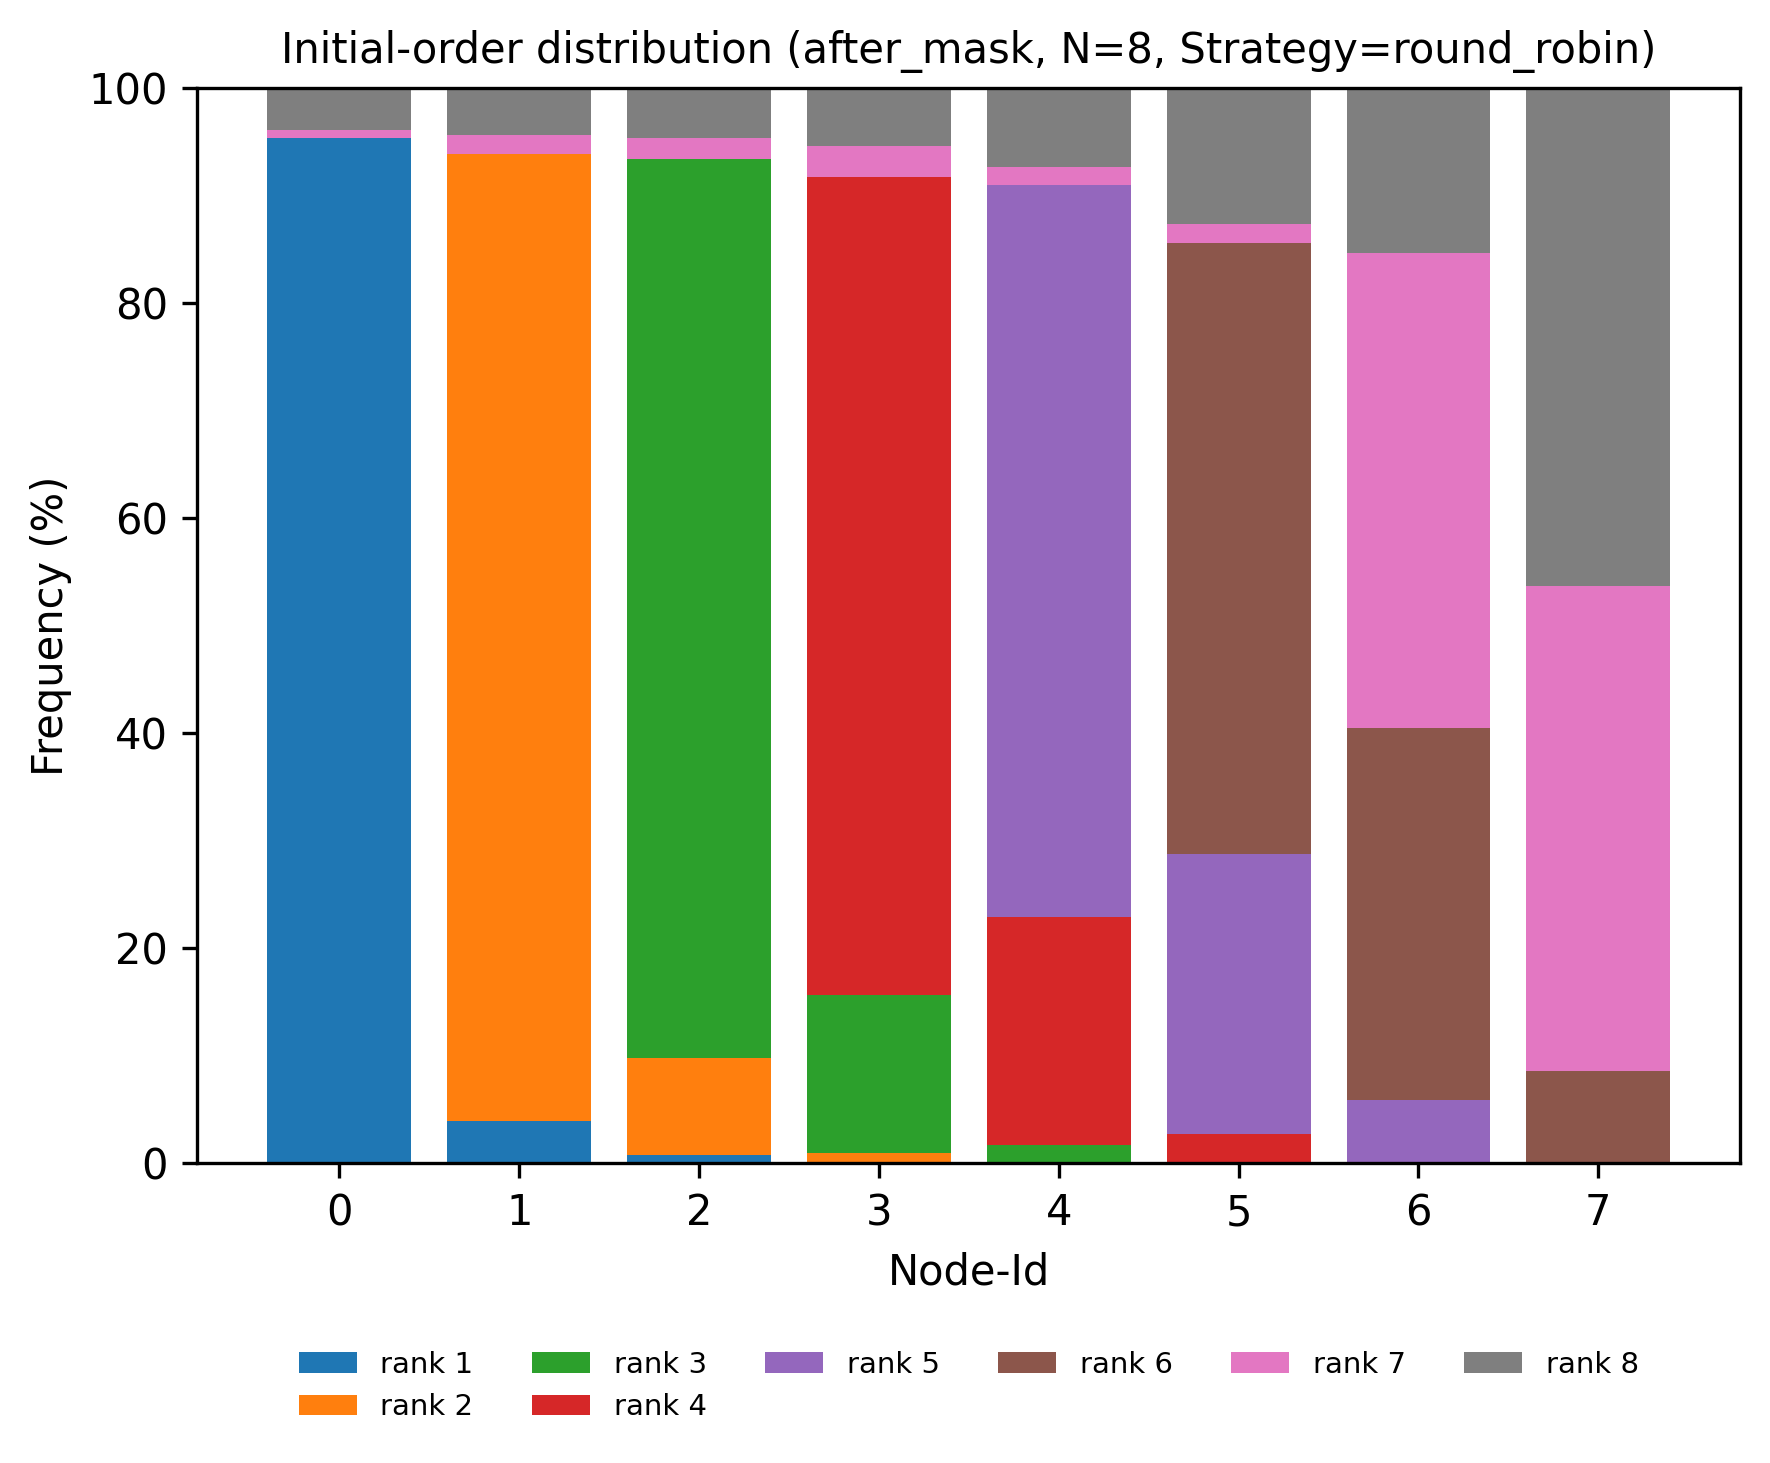 Initial-order distribution (after_mask, N=8, Strategy=round_robin)
100
80
60
40
20
0
Frequency (%)
0 1 2 3 4 5 6 7
Node-Id
rank 1 rank 3 rank 5 rank 6 rank 7 rank 8
rank 2 rank 4